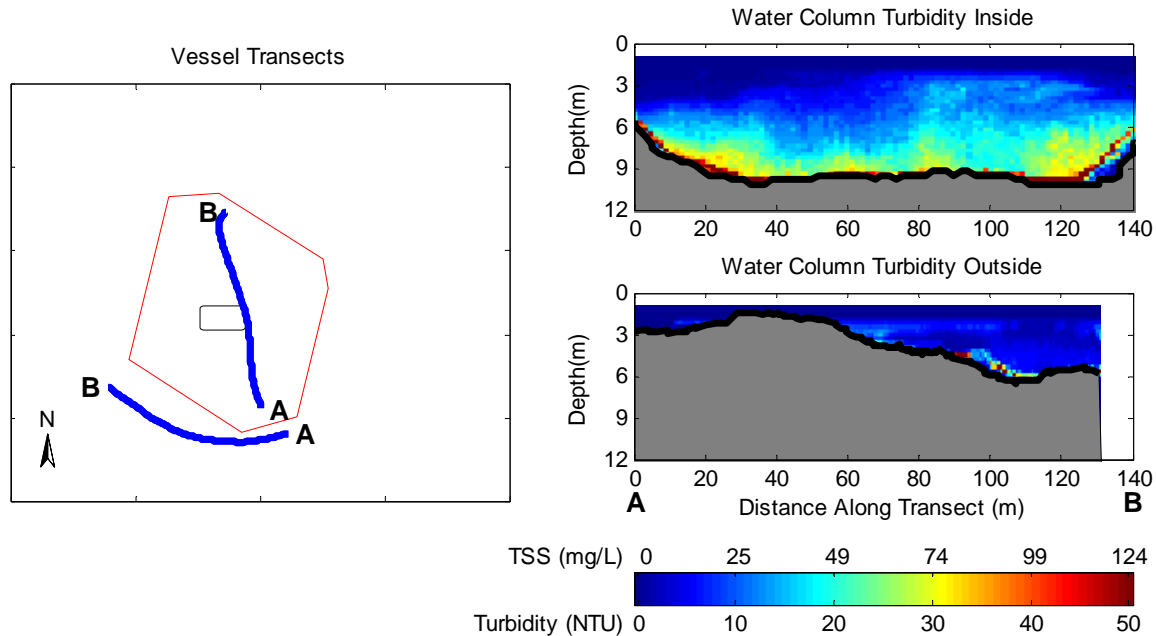 Vessel Transects
B
B
A
A
N
Water Column Turbidity Inside
Depth(m)
0
3
6
9
12
0 20 40 60 80 100 120 140
Water Column Turbidity Outside
Depth(m)
0
3
6
9
12
0 20 40 60 80 100 120 140
A Distance Along Transect (m) B
TSS (mg/L) 0 25 49 74 99 124
Turbidity (NTU) 0 10 20 30 40 50